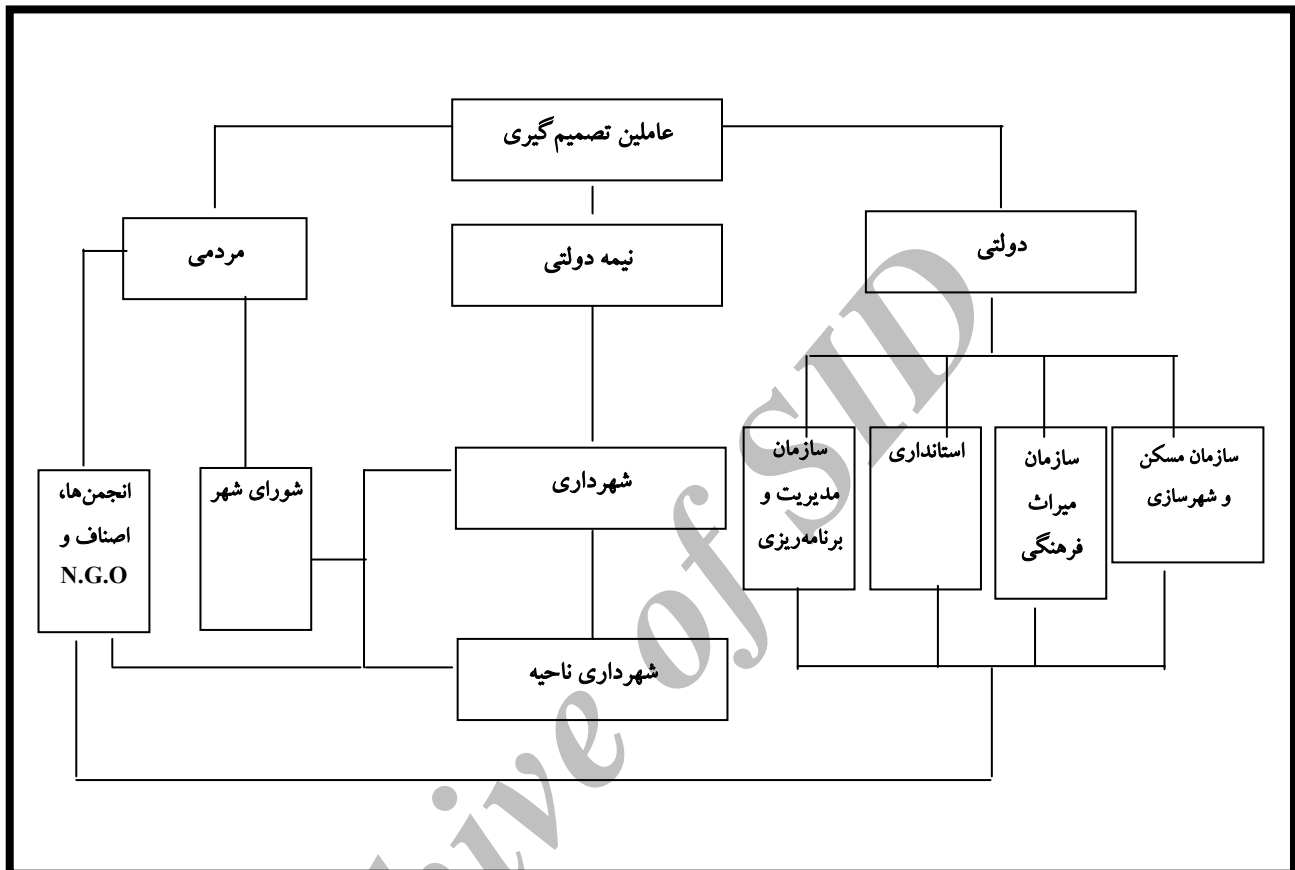 عاملین تصمیم‌گیری
دولتی
نیمه دولتی
مردمی
سازمان مسکن
و شهرسازی
سازمان
میراث
فرهنگی
استانداری
سازمان
مدیریت و
برنامه‌ریزی
شهرداری
شورای شهر
انجمن‌ها،
اصناف و
N.G.O
شهرداری ناحیه
hive of SID